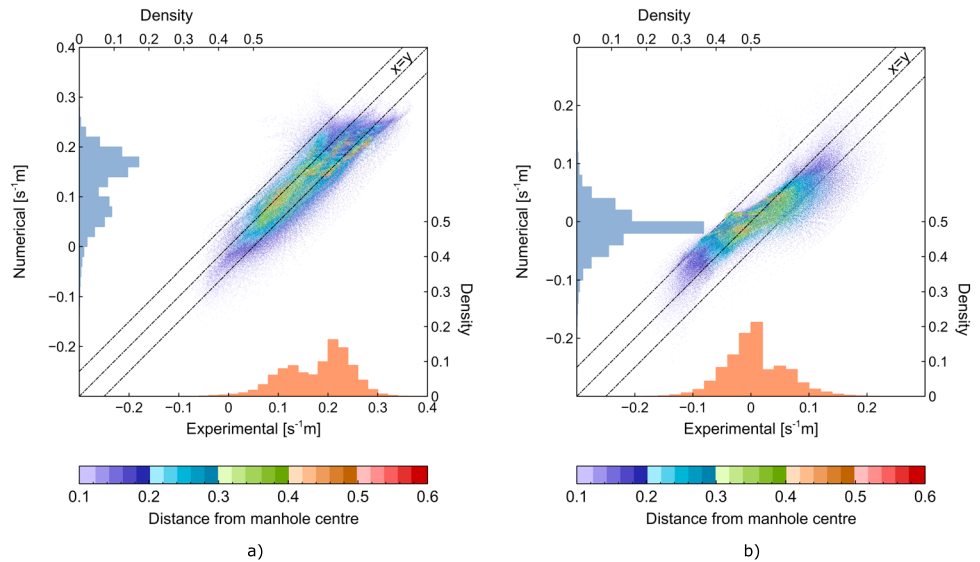 Density
0 0.1 0.2 0.3 0.4 0.5
0.4
0.3
0.2
0.1
0
−0.1
−0.2
Numerical [s⁻¹m]
x=y
0.5
0.4
0.3
0.2
0.1
0
Density
−0.2 −0.1 0 0.1 0.2 0.3 0.4
Experimental [s⁻¹m]
0.1 0.2 0.3 0.4 0.5 0.6
Distance from manhole centre
a)
Density
0 0.1 0.2 0.3 0.4 0.5
0.2
0.1
0
−0.1
−0.2
Numerical [s⁻¹m]
x=y
0.5
0.4
0.3
0.2
0.1
0
Density
−0.2 −0.1 0 0.1 0.2
Experimental [s⁻¹m]
0.1 0.2 0.3 0.4 0.5 0.6
Distance from manhole centre
b)